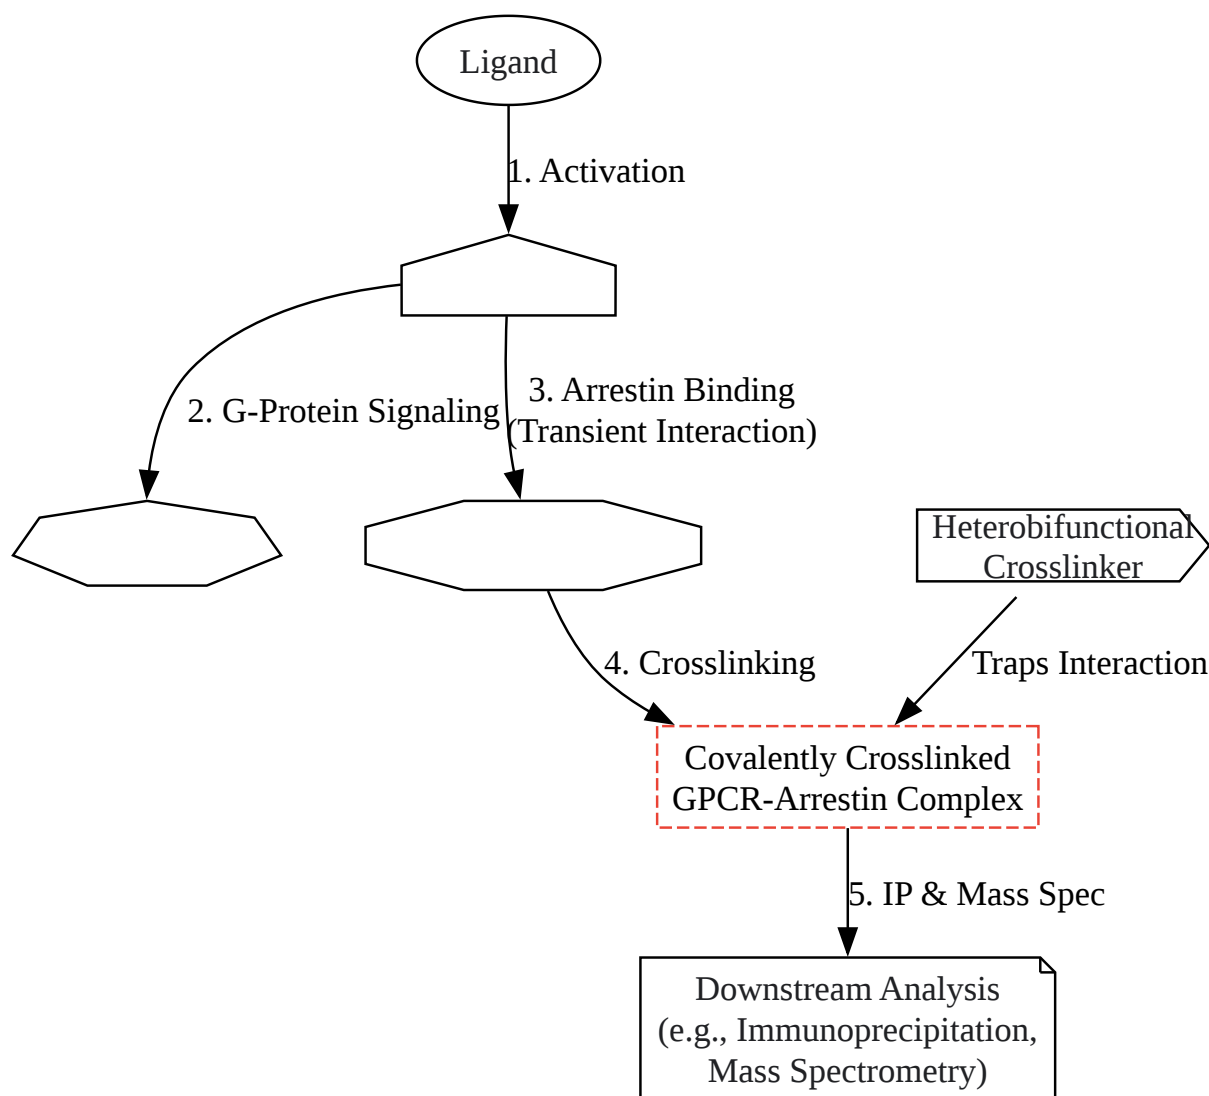 Ligand
1. Activation
2. G-Protein Signaling
3. Arrestin Binding
(Transient Interaction)
Heterobifunctional
Crosslinker
4. Crosslinking
Traps Interaction
Covalently Crosslinked
GPCR-Arrestin Complex
5. IP & Mass Spec
Downstream Analysis
(e.g., Immunoprecipitation,
Mass Spectrometry)